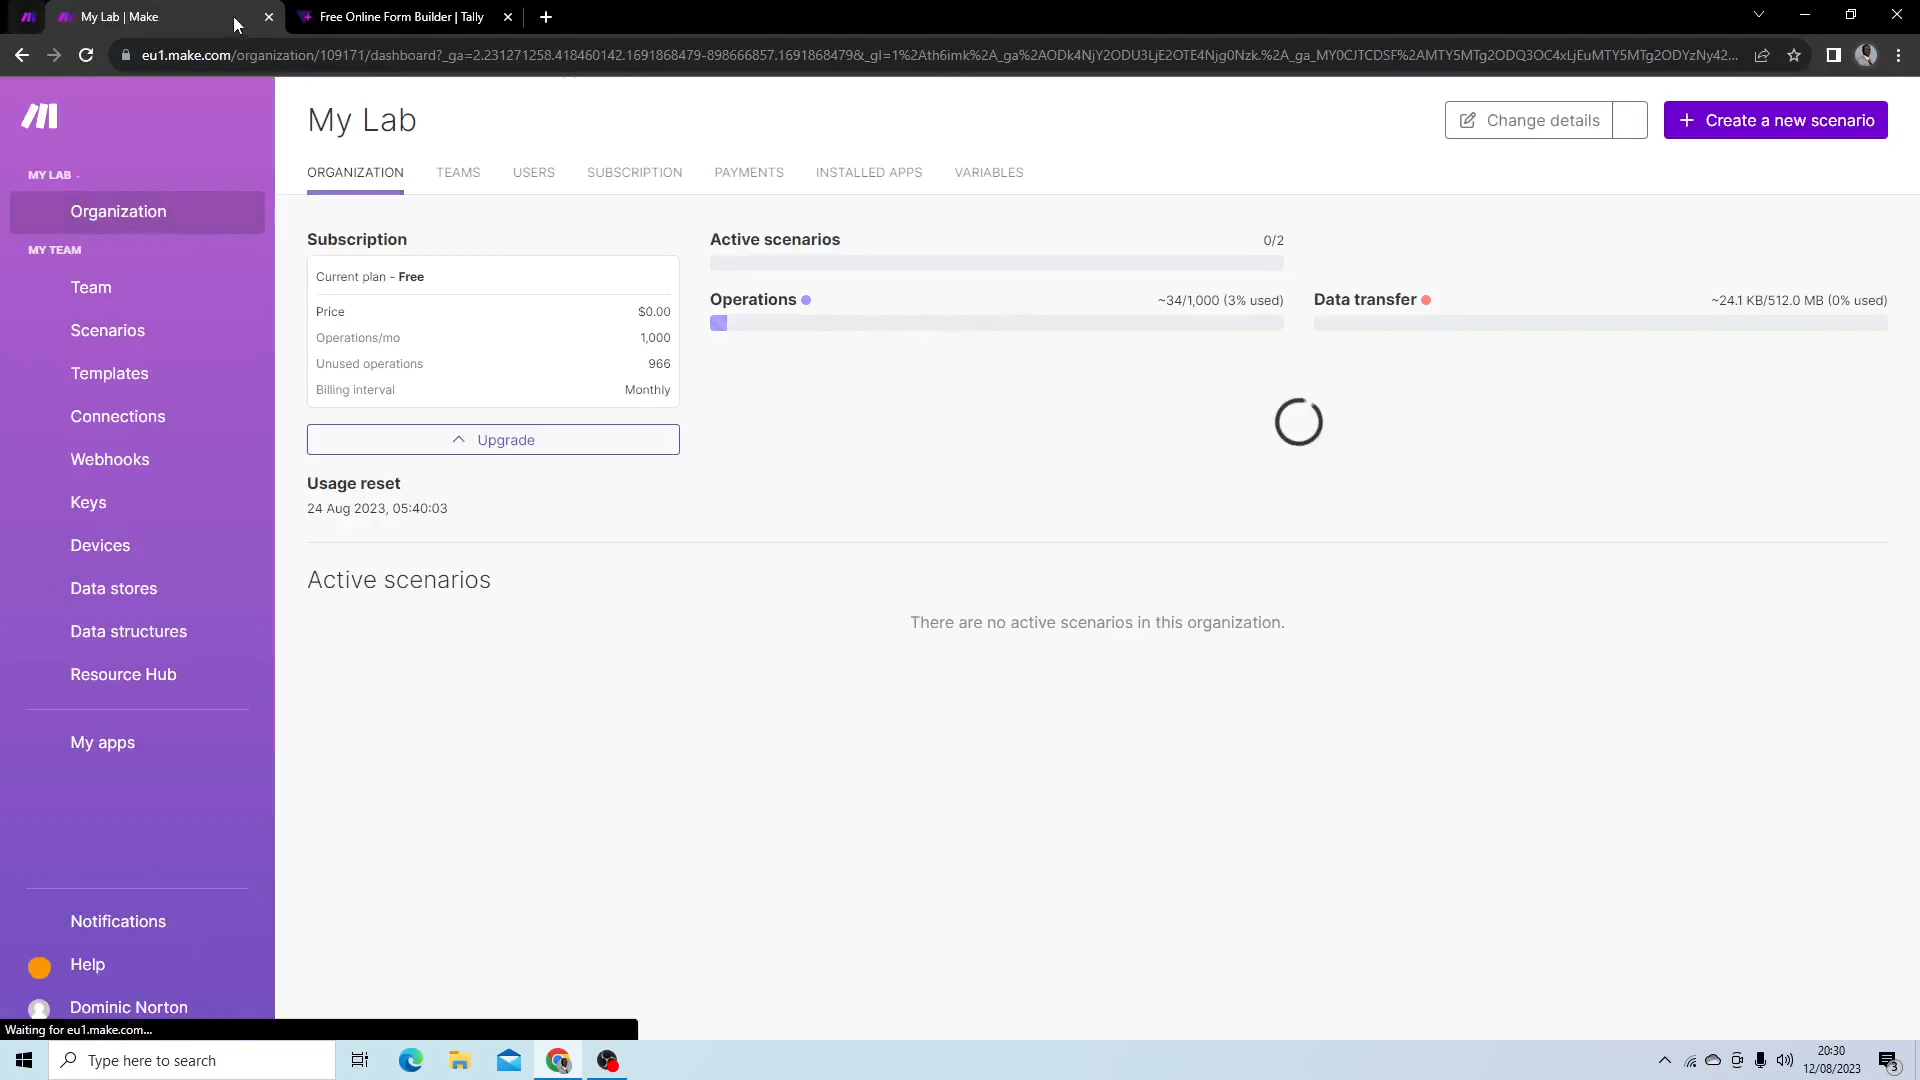 My Lab | Make
Free Online Form Builder | Tally
eu1.make.com/organization/109171/dashboard?_ga=2.231271258.418460142.1691868479-898666857.1691868479&_gl=1%2Ath6imk%2A_ga%2AODk4NjY2ODU3LjE2OTE4Njg0Nzk.%2A_ga_MY0CJTCDSF%2AMTY5MTg2ODQ3OC4xLjEuMTY5MTg2ODYzNy42...
My Lab
Change details
Create a new scenario
ORGANIZATION
TEAMS
USERS
SUBSCRIPTION
PAYMENTS
INSTALLED APPS
VARIABLES
MY LAB -
Organization
MY TEAM
Team
Scenarios
Templates
Connections
Webhooks
Keys
Devices
Data stores
Data structures
Resource Hub
My apps
Notifications
Help
Dominic Norton
Subscription
Current plan - Free
Price $0.00
Operations/mo 1,000
Unused operations 966
Billing interval Monthly
Upgrade
Usage reset
24 Aug 2023, 05:40:03
Active scenarios 0/2
Operations ~34/1,000 (3% used)
Data transfer ~24.1 KB/512.0 MB (0% used)
Active scenarios
There are no active scenarios in this organization.
Waiting for eu1.make.com...
Type here to search
20:30
12/08/2023
3